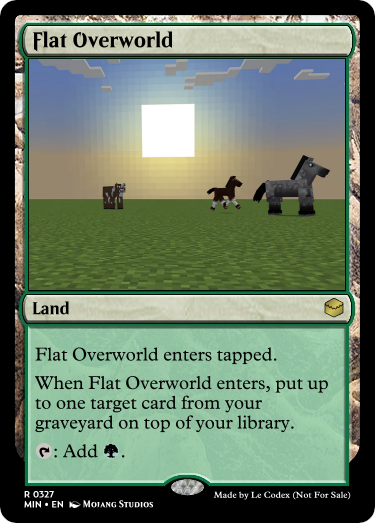 Flat Overworld
Land
Flat Overworld enters tapped.
When Flat Overworld enters, put up
to one target card from your
graveyard on top of your library.
: Add .
R 0327
MIN • EN Mojang Studios
Made by Le Codex (Not For Sale)